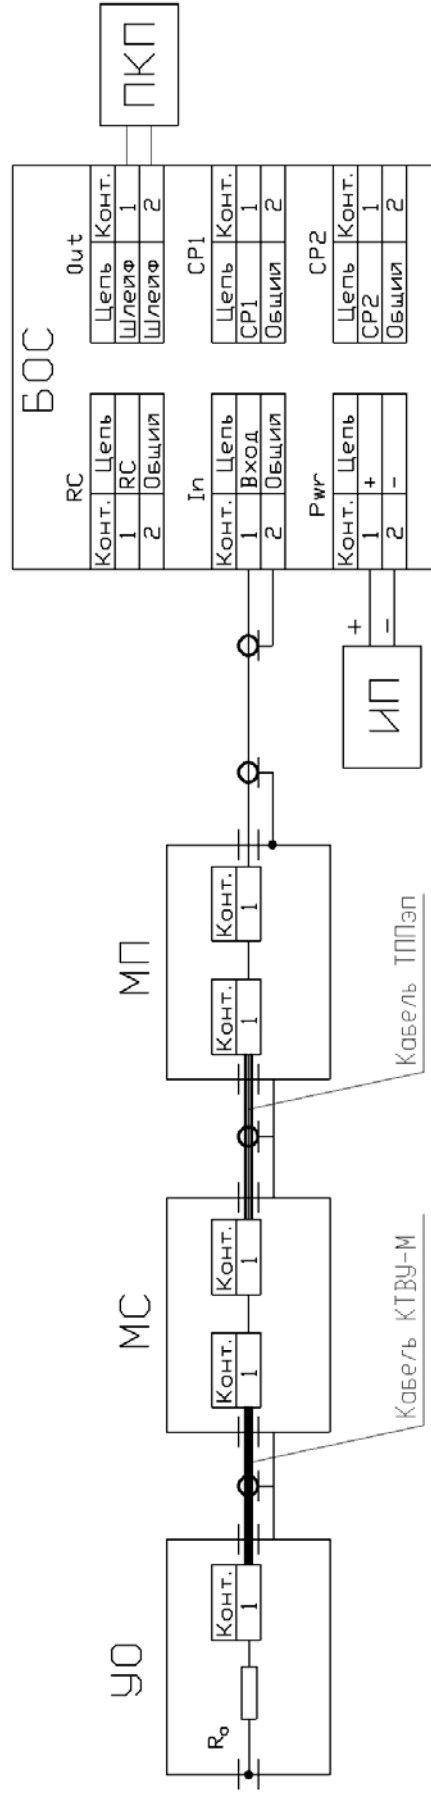 УО
R₀
Конт.
1
Кабель КТВУ-М
МС
Конт.
1
Конт.
1
Кабель ТППэп
МП
Конт.
1
Конт.
1
ИП
+
-
БОС
RC
Конт. Цепь
1 RC
2 Общий
In
Конт. Цепь
1 Вход
2 Общий
Pwr
Конт. Цепь
1 +
2 -
Out
Цепь Конт.
Шлейф 1
Шлейф 2
CP1
Цепь Конт.
CP1 1
Общий 2
CP2
Цепь Конт.
CP2 1
Общий 2
ПКП